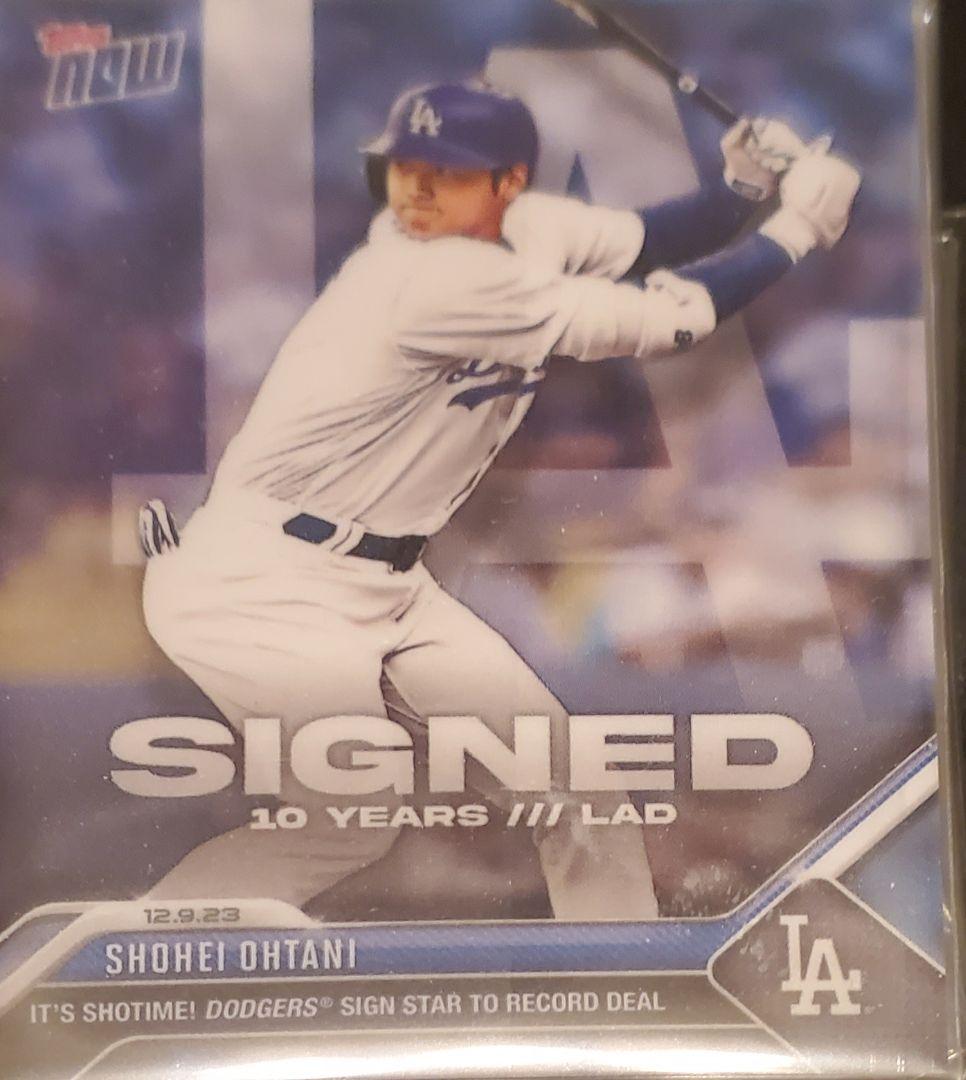 Topps
NOW
LA
SIGNED
10 YEARS /// LAD
12.9.23
SHOHEI OHTANI
IT'S SHOTIME! DODGERS® SIGN STAR TO RECORD DEAL
LA